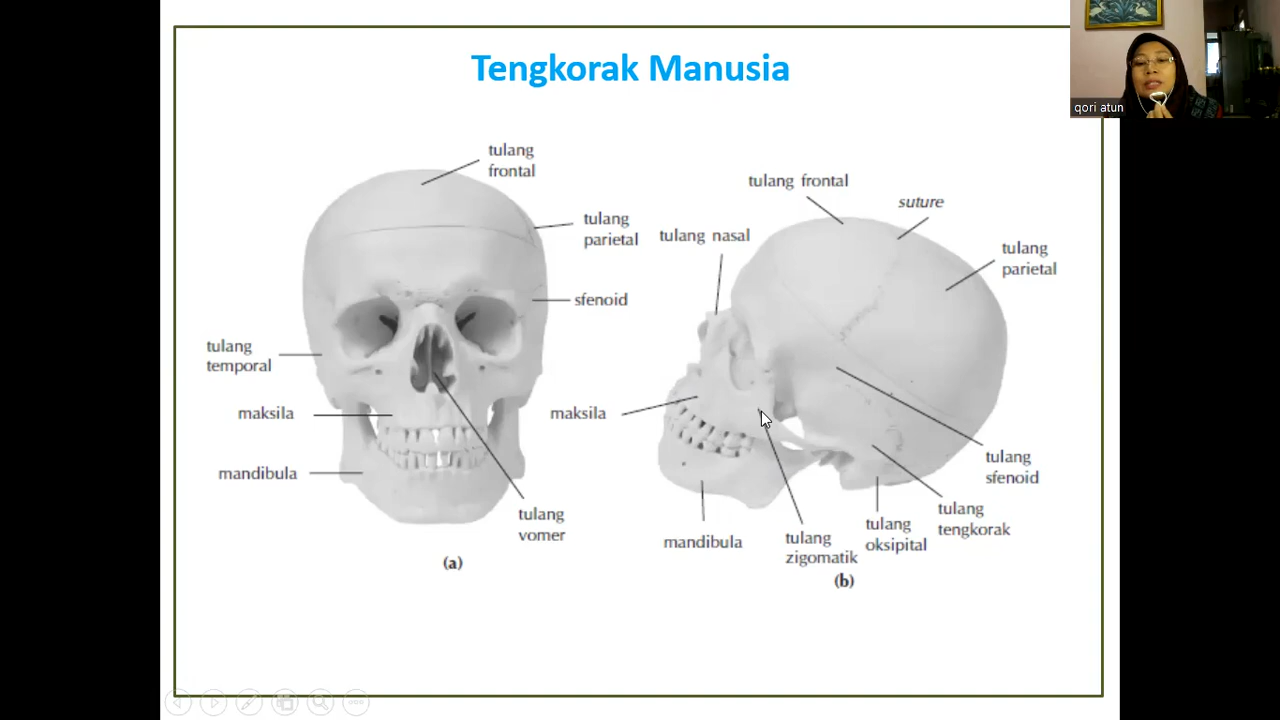 Tengkorak Manusia
qori atun
tulang
frontal
tulang
parietal
sfenoid
tulang
temporal
maksila
mandibula
tulang
vomer
(a)
tulang frontal
suture
tulang nasal
tulang
parietal
maksila
tulang
sfenoid
tulang
tengkorak
tulang
oksipital
tulang
zigomatik
mandibula
(b)